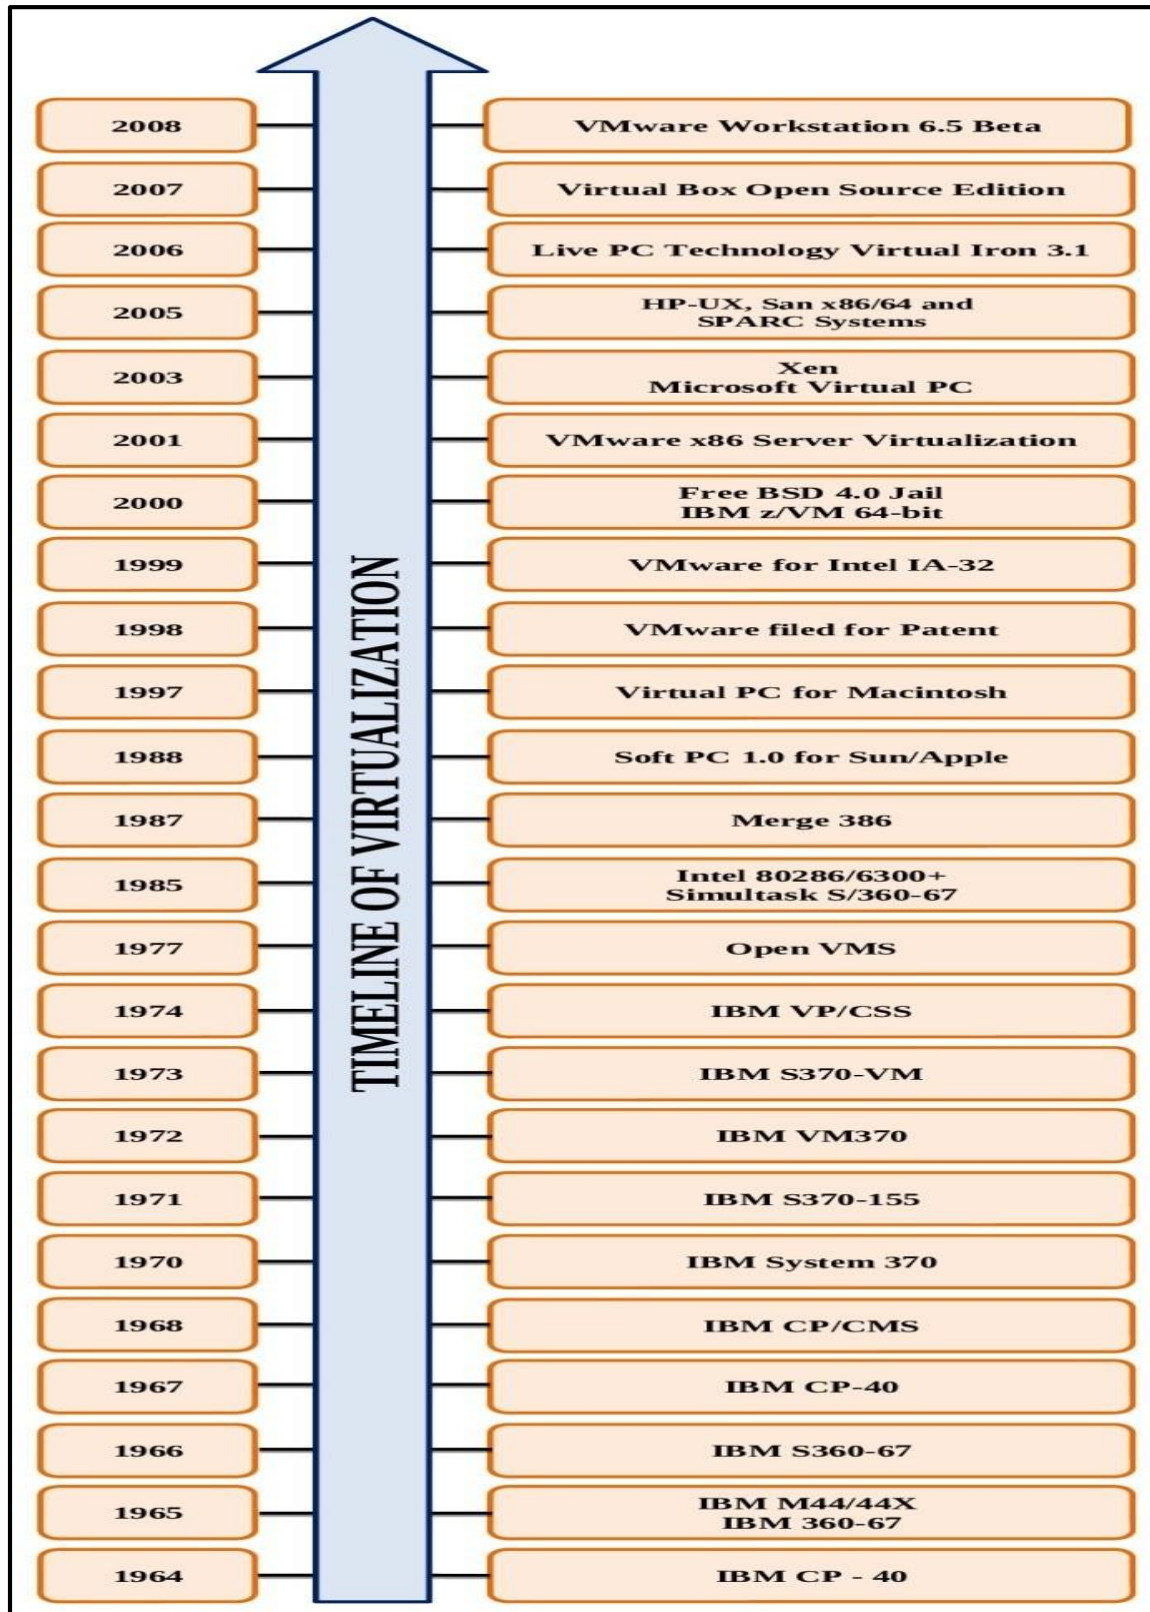 2008
VMware Workstation 6.5 Beta
2007
Virtual Box Open Source Edition
2006
Live PC Technology Virtual Iron 3.1
2005
HP-UX, San x86/64 and
SPARC Systems
2003
Xen
Microsoft Virtual PC
2001
VMware x86 Server Virtualization
2000
Free BSD 4.0 Jail
IBM z/VM 64-bit
1999
VMware for Intel IA-32
1998
VMware filed for Patent
1997
Virtual PC for Macintosh
1988
Soft PC 1.0 for Sun/Apple
1987
Merge 386
1985
Intel 80286/6300+
Simultask S/360-67
1977
Open VMS
1974
IBM VP/CSS
1973
IBM S370-VM
1972
IBM VM370
1971
IBM S370-155
1970
IBM System 370
1968
IBM CP/CMS
1967
IBM CP-40
1966
IBM S360-67
1965
IBM M44/44X
IBM 360-67
1964
IBM CP - 40
TIMELINE OF VIRTUALIZATION